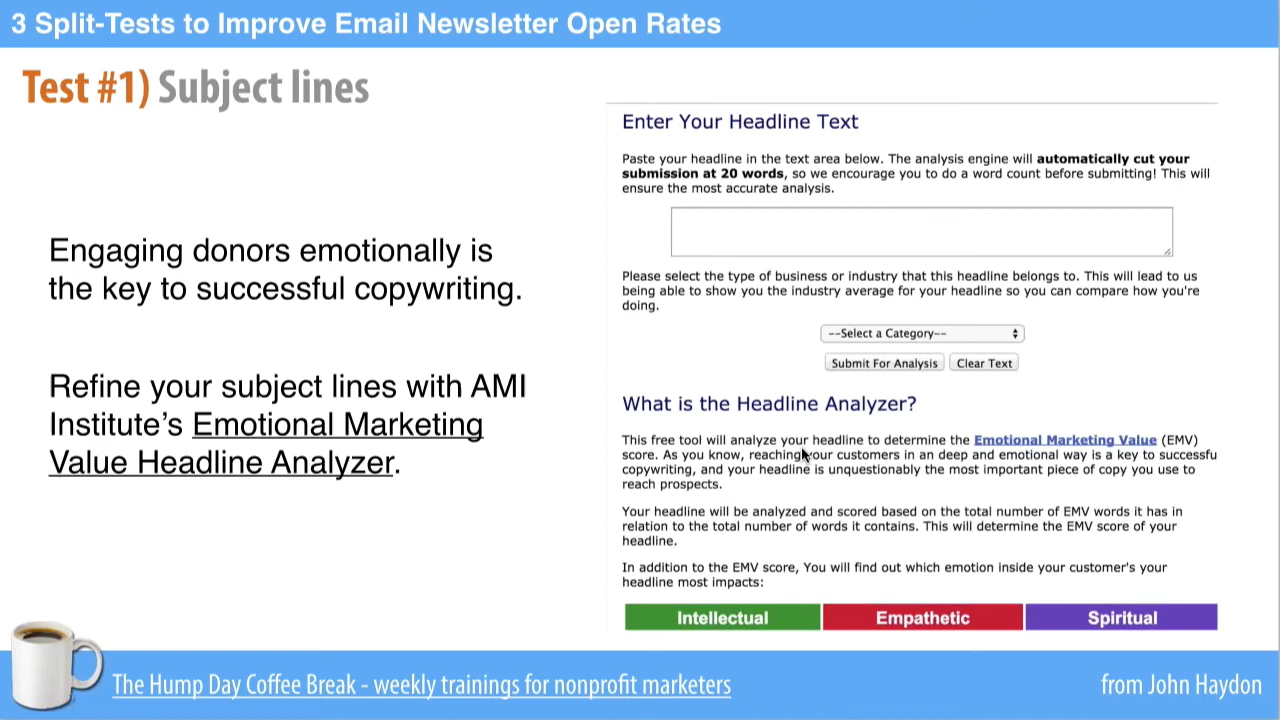 3 Split-Tests to Improve Email Newsletter Open Rates
Test #1) Subject lines
Engaging donors emotionally is
the key to successful copywriting.
Refine your subject lines with AMI
Institute’s Emotional Marketing
Value Headline Analyzer.
Enter Your Headline Text
Paste your headline in the text area below. The analysis engine will automatically cut your
submission at 20 words, so we encourage you to do a word count before submitting! This will
ensure the most accurate analysis.
Please select the type of business or industry that this headline belongs to. This will lead to us
being able to show you the industry average for your headline so you can compare how you're
doing.
--Select a Category--
Submit For Analysis Clear Text
What is the Headline Analyzer?
This free tool will analyze your headline to determine the Emotional Marketing Value (EMV)
score. As you know, reaching your customers in an deep and emotional way is a key to successfu
copywriting, and your headline is unquestionably the most important piece of copy you use to
reach prospects.
Your headline will be analyzed and scored based on the total number of EMV words it has in
relation to the total number of words it contains. This will determine the EMV score of your
headline.
In addition to the EMV score, You will find out which emotion inside your customer's your
headline most impacts:
Intellectual Empathetic Spiritual
The Hump Day Coffee Break - weekly trainings for nonprofit marketers
from John Haydon